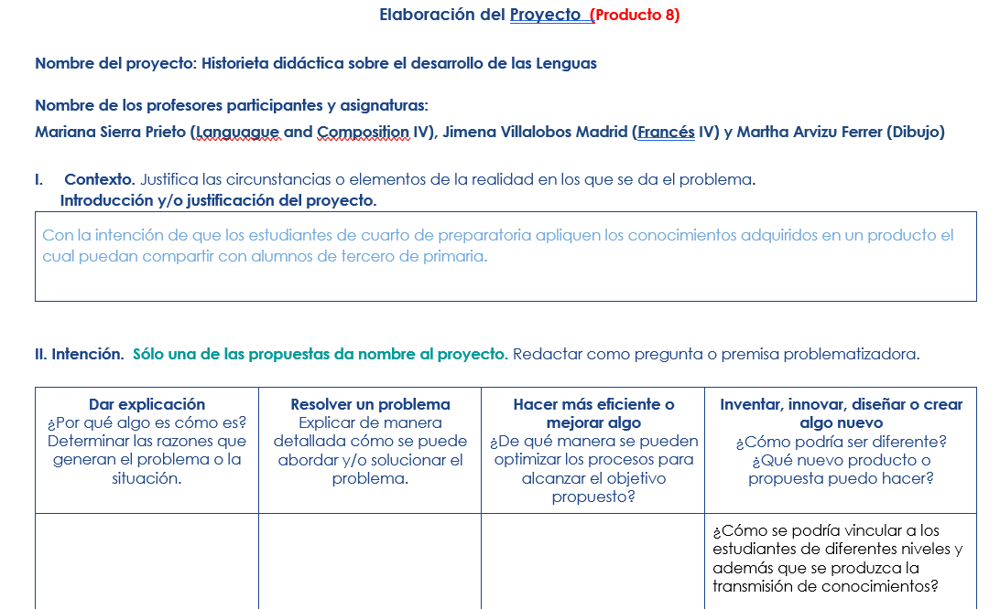 Elaboración del Proyecto (Producto 8)
Nombre del proyecto: Historieta didáctica sobre el desarrollo de las Lenguas
Nombre de los profesores participantes y asignaturas:
Mariana Sierra Prieto (Languague and Composition IV), Jimena Villalobos Madrid (Francés IV) y Martha Arvizu Ferrer (Dibujo)
I. Contexto. Justifica las circunstancias o elementos de la realidad en los que se da el problema.
Introducción y/o justificación del proyecto.
Con la intención de que los estudiantes de cuarto de preparatoria apliquen los conocimientos adquiridos en un producto el
cual puedan compartir con alumnos de tercero de primaria.
II. Intención. Sólo una de las propuestas da nombre al proyecto. Redactar como pregunta o premisa problematizadora.
Dar explicación
¿Por qué algo es cómo es?
Determinar las razones que
generan el problema o la
situación.
Resolver un problema
Explicar de manera
detallada cómo se puede
abordar y/o solucionar el
problema.
Hacer más eficiente o
mejorar algo
¿De qué manera se pueden
optimizar los procesos para
alcanzar el objetivo
propuesto?
Inventar, innovar, diseñar o crear
algo nuevo
¿Cómo podría ser diferente?
¿Qué nuevo producto o
propuesta puedo hacer?
¿Cómo se podría vincular a los
estudiantes de diferentes niveles y
además que se produzca la
transmisión de conocimientos?